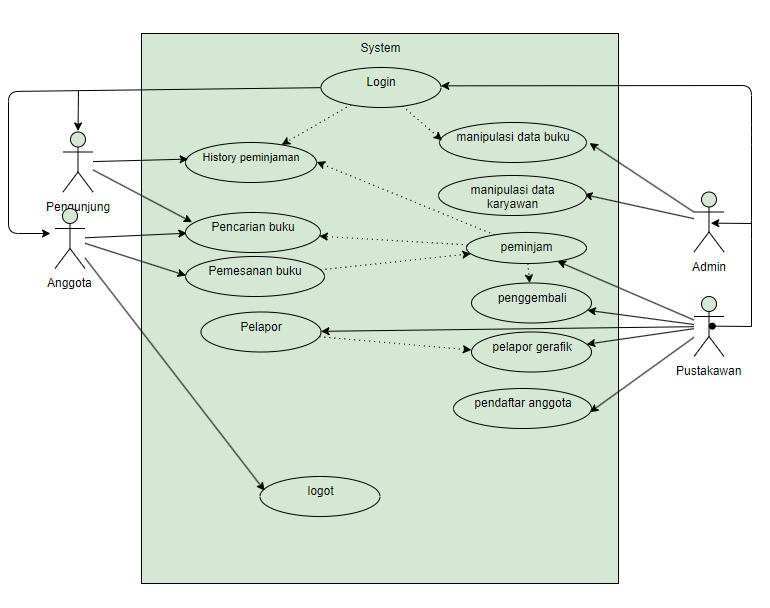 System
Login
manipulasi data buku
History peminjaman
manipulasi data
karyawan
Pengunjung
Pencarian buku
peminjam
Admin
Anggota
Pemesanan buku
penggembali
Pelapor
pelapor gerafik
Pustakawan
pendaftar anggota
logot